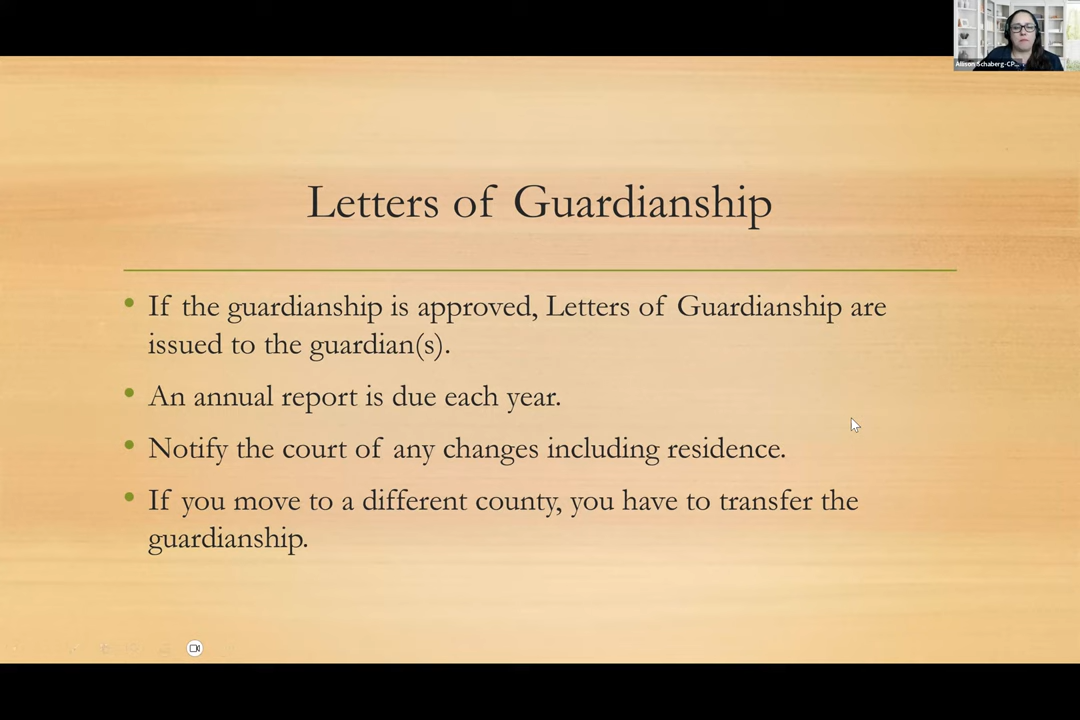 Allison Schaberg-CP...
Letters of Guardianship
• If the guardianship is approved, Letters of Guardianship are
issued to the guardian(s).
• An annual report is due each year.
• Notify the court of any changes including residence.
• If you move to a different county, you have to transfer the
guardianship.